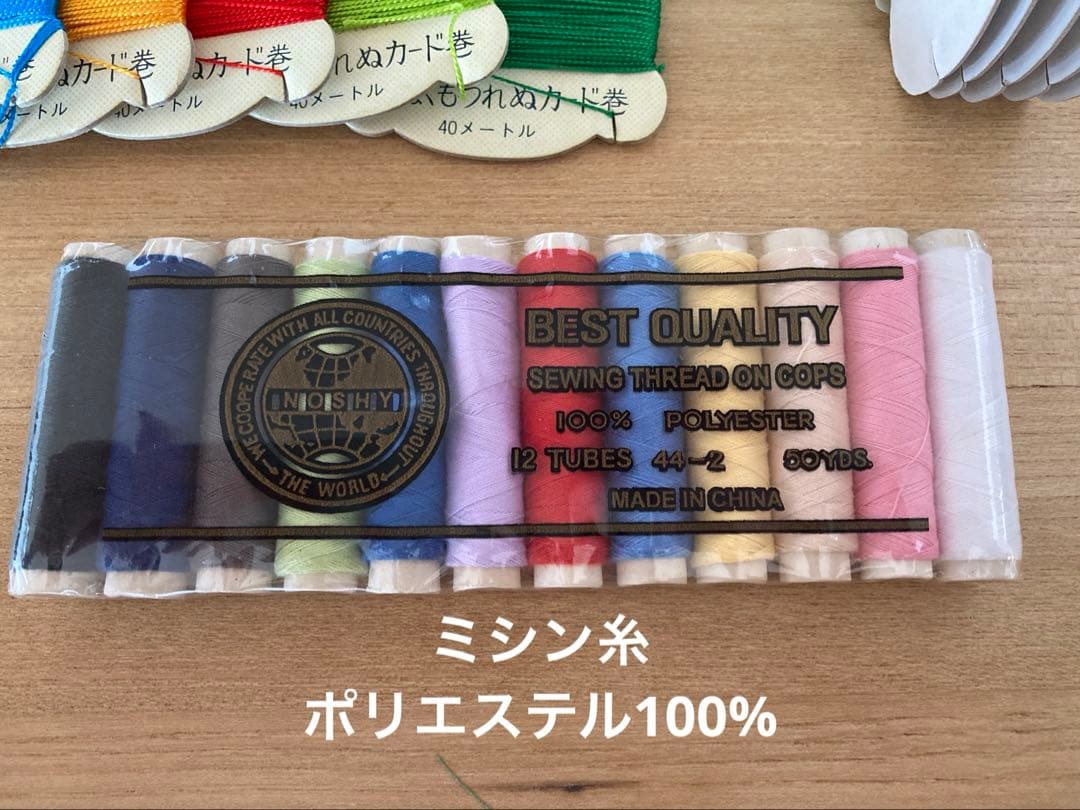 カード巻
メートル
カード巻
40メートル
れぬカード巻
40メートル
もつれぬカード巻
40メートル
WE COOPERATE WITH ALL COUNTRIES THROUGHOUT
THE WORLD
NOSHY
BEST QUALITY
SEWING THREAD ON COPS
100% POLYESTER
12 TUBES 44-2 50YDS.
MADE IN CHINA
ミシン糸
ポリエステル100%